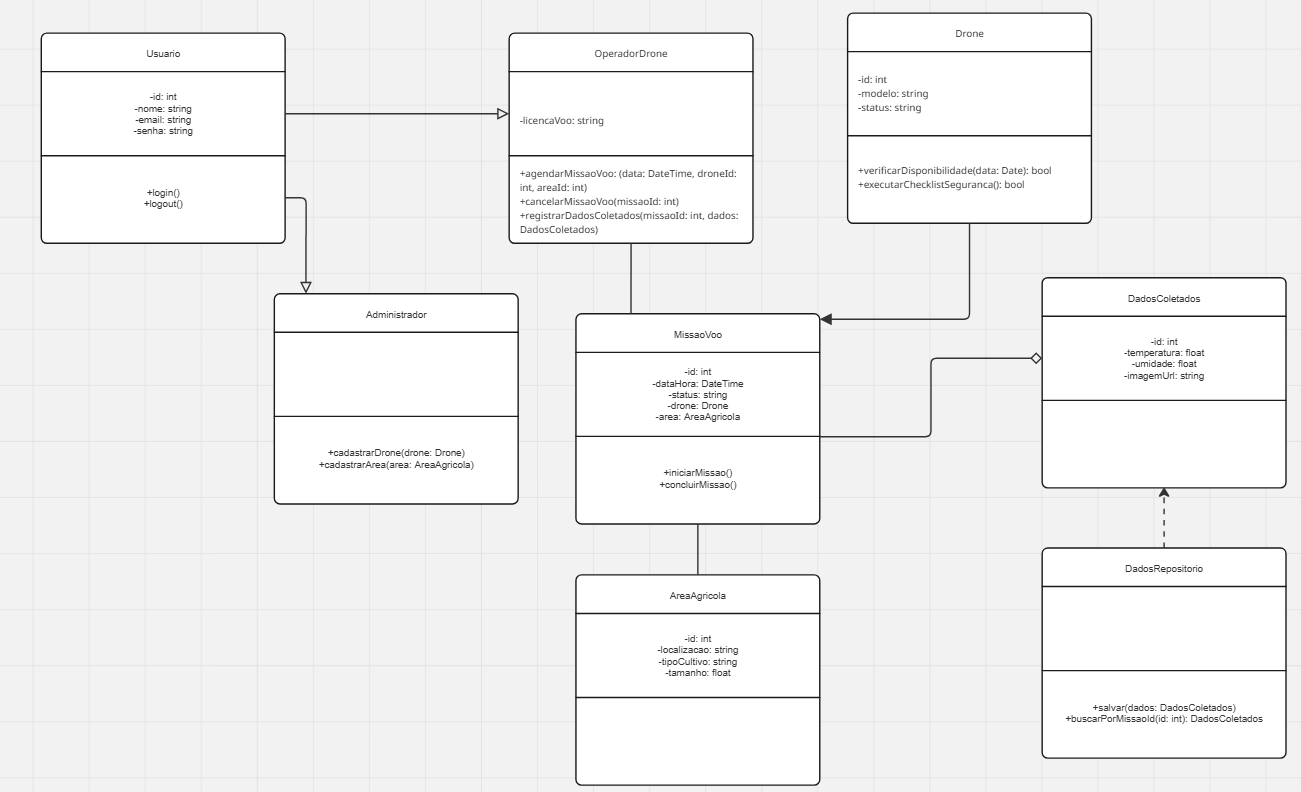 Usuario
-id: int
-nome: string
-email: string
-senha: string
+login()
+logout()
OperadorDrone
-licencaVoo: string
+agendarMissaoVoo: (data: DateTime, droneId:
int, areaId: int)
+cancelarMissaoVoo(missaoId: int)
+registrarDadosColetados(missaoId: int, dados:
DadosColetados)
Drone
-id: int
-modelo: string
-status: string
+verificarDisponibilidade(data: Date): bool
+executarChecklistSeguranca(): bool
Administrador
+cadastrarDrone(drone: Drone)
+cadastrarArea(area: AreaAgricola)
MissaoVoo
-id: int
-dataHora: DateTime
-status: string
-drone: Drone
-area: AreaAgricola
+iniciarMissao()
+concluirMissao()
DadosColetados
-id: int
-temperatura: float
-umidade: float
-imagemUrl: string
AreaAgricola
-id: int
-localizacao: string
-tipoCultivo: string
-tamanho: float
DadosRepositorio
+salvar(dados: DadosColetados)
+buscarPorMissaoId(id: int): DadosColetados